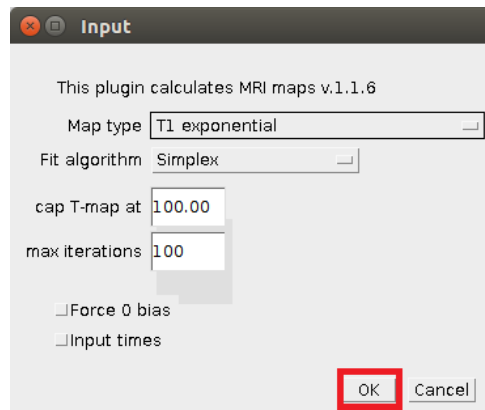 Input
This plugin calculates MRI maps v.1.1.6
Map type T1 exponential
Fit algorithm Simplex
cap T-map at 100.00
max iterations 100
Force 0 bias
Input times
OK Cancel